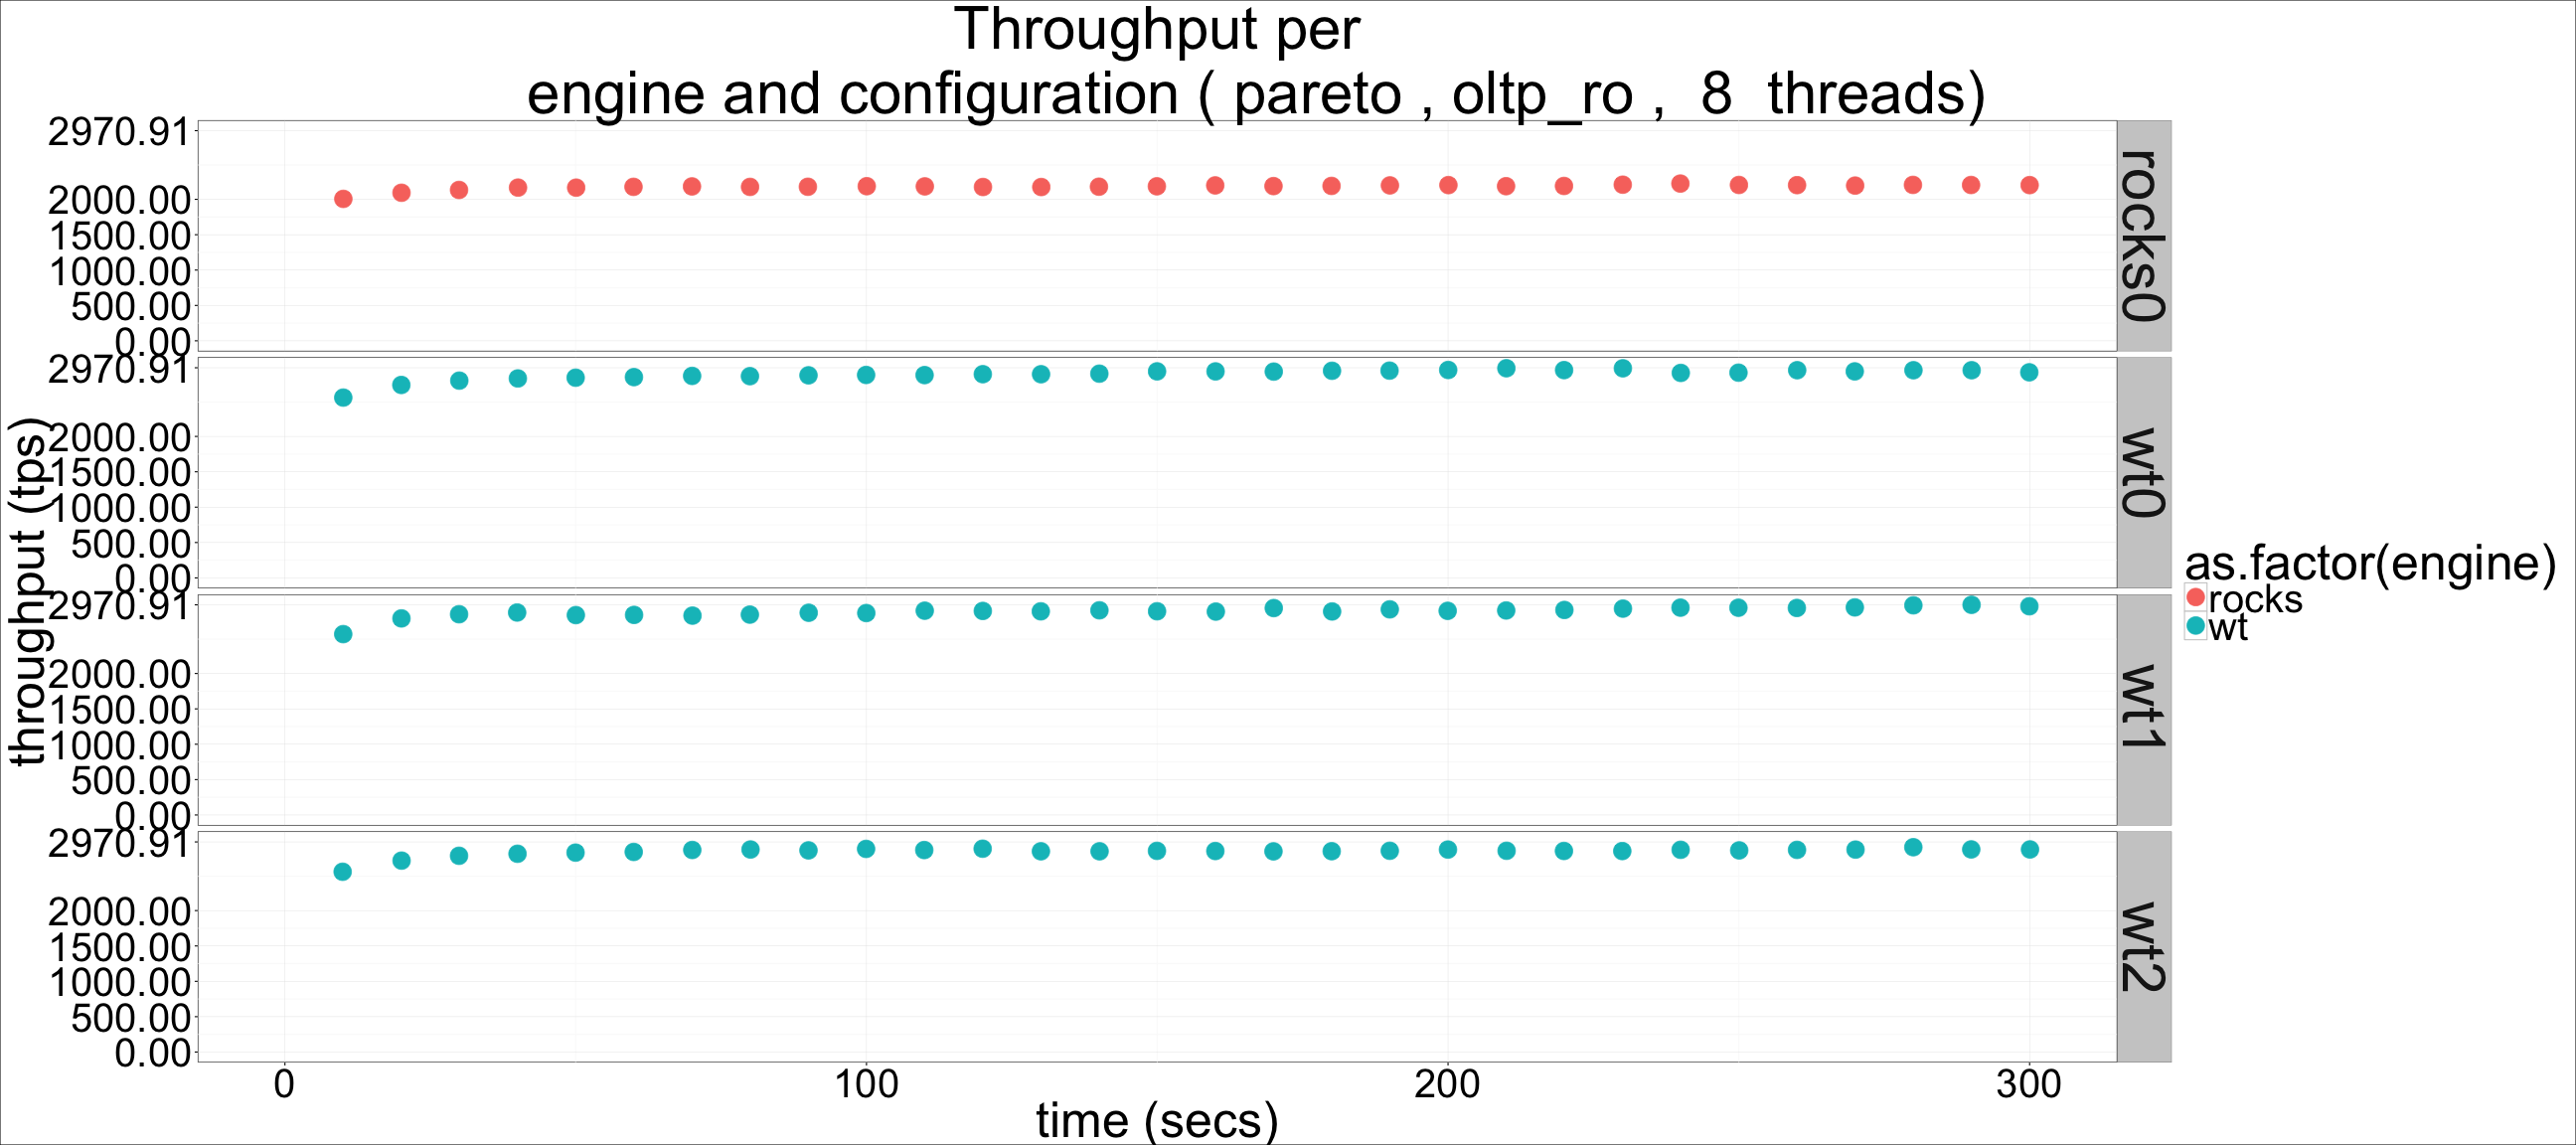 Throughput per
engine and configuration ( pareto , oltp_ro ,  8  threads)
2970.91
2000.00
1500.00
1000.00
500.00
0.00
rocks0
2970.91
2000.00
1500.00
1000.00
500.00
0.00
wt0
2970.91
2000.00
1500.00
1000.00
500.00
0.00
wt1
2970.91
2000.00
1500.00
1000.00
500.00
0.00
wt2
throughput (tps)
0
100
200
300
time (secs)
as.factor(engine)
rocks
wt